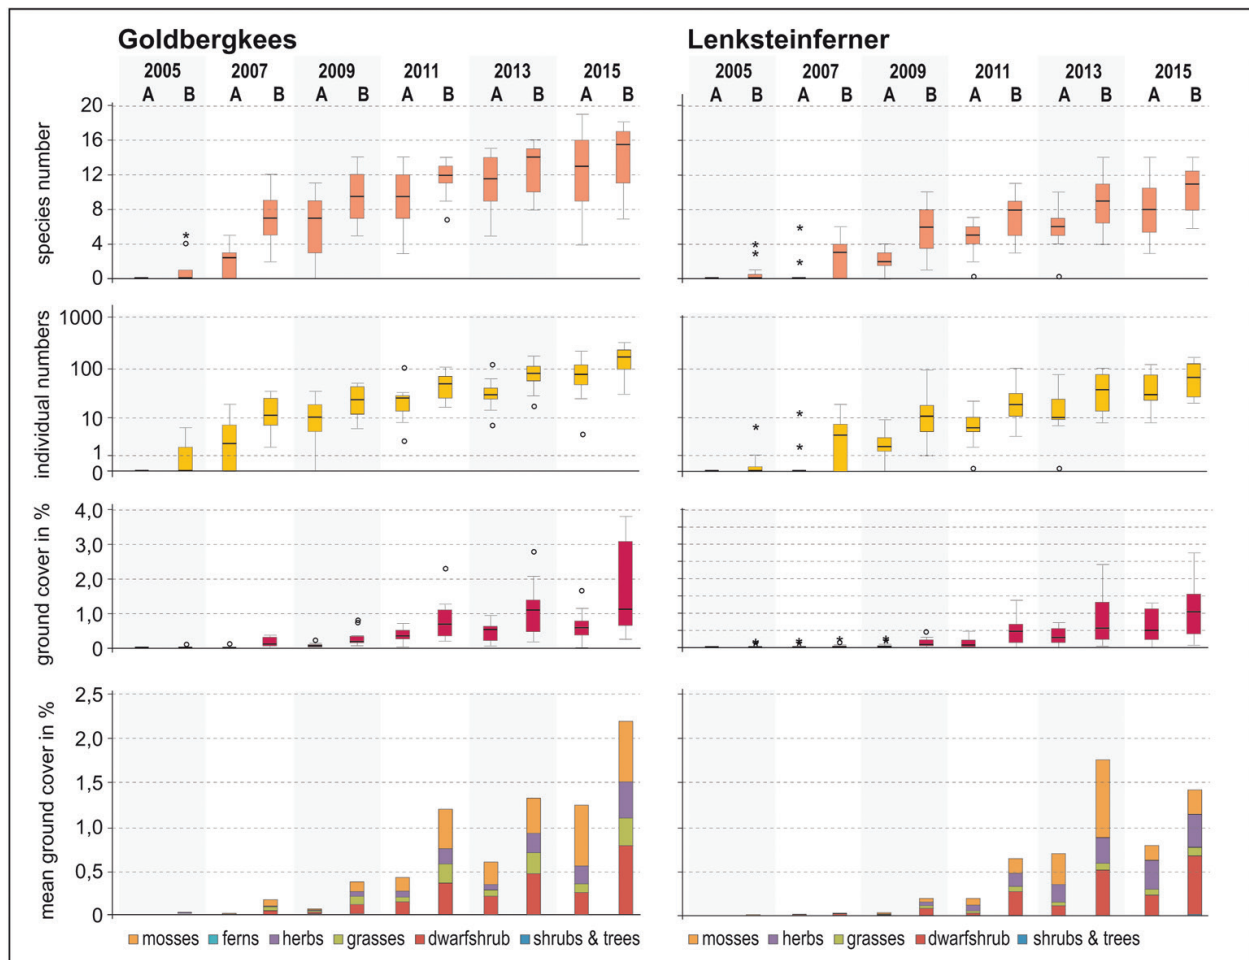 Goldbergkees Lenksteinferner
2005 2007 2009 2011 2013 2015 2005 2007 2009 2011 2013 2015
A B A B A B A B A B A B A B A B A B A B A B A B
species number
20
16
12
8
4
0
individual numbers
1000
100
10
1
0
ground cover in %
4,0
3,0
2,0
1,0
0
mean ground cover in %
2,5
2,0
1,5
1,0
0,5
0
mosses ferns herbs grasses dwarfshrub shrubs & trees mosses herbs grasses dwarfshrub shrubs & trees